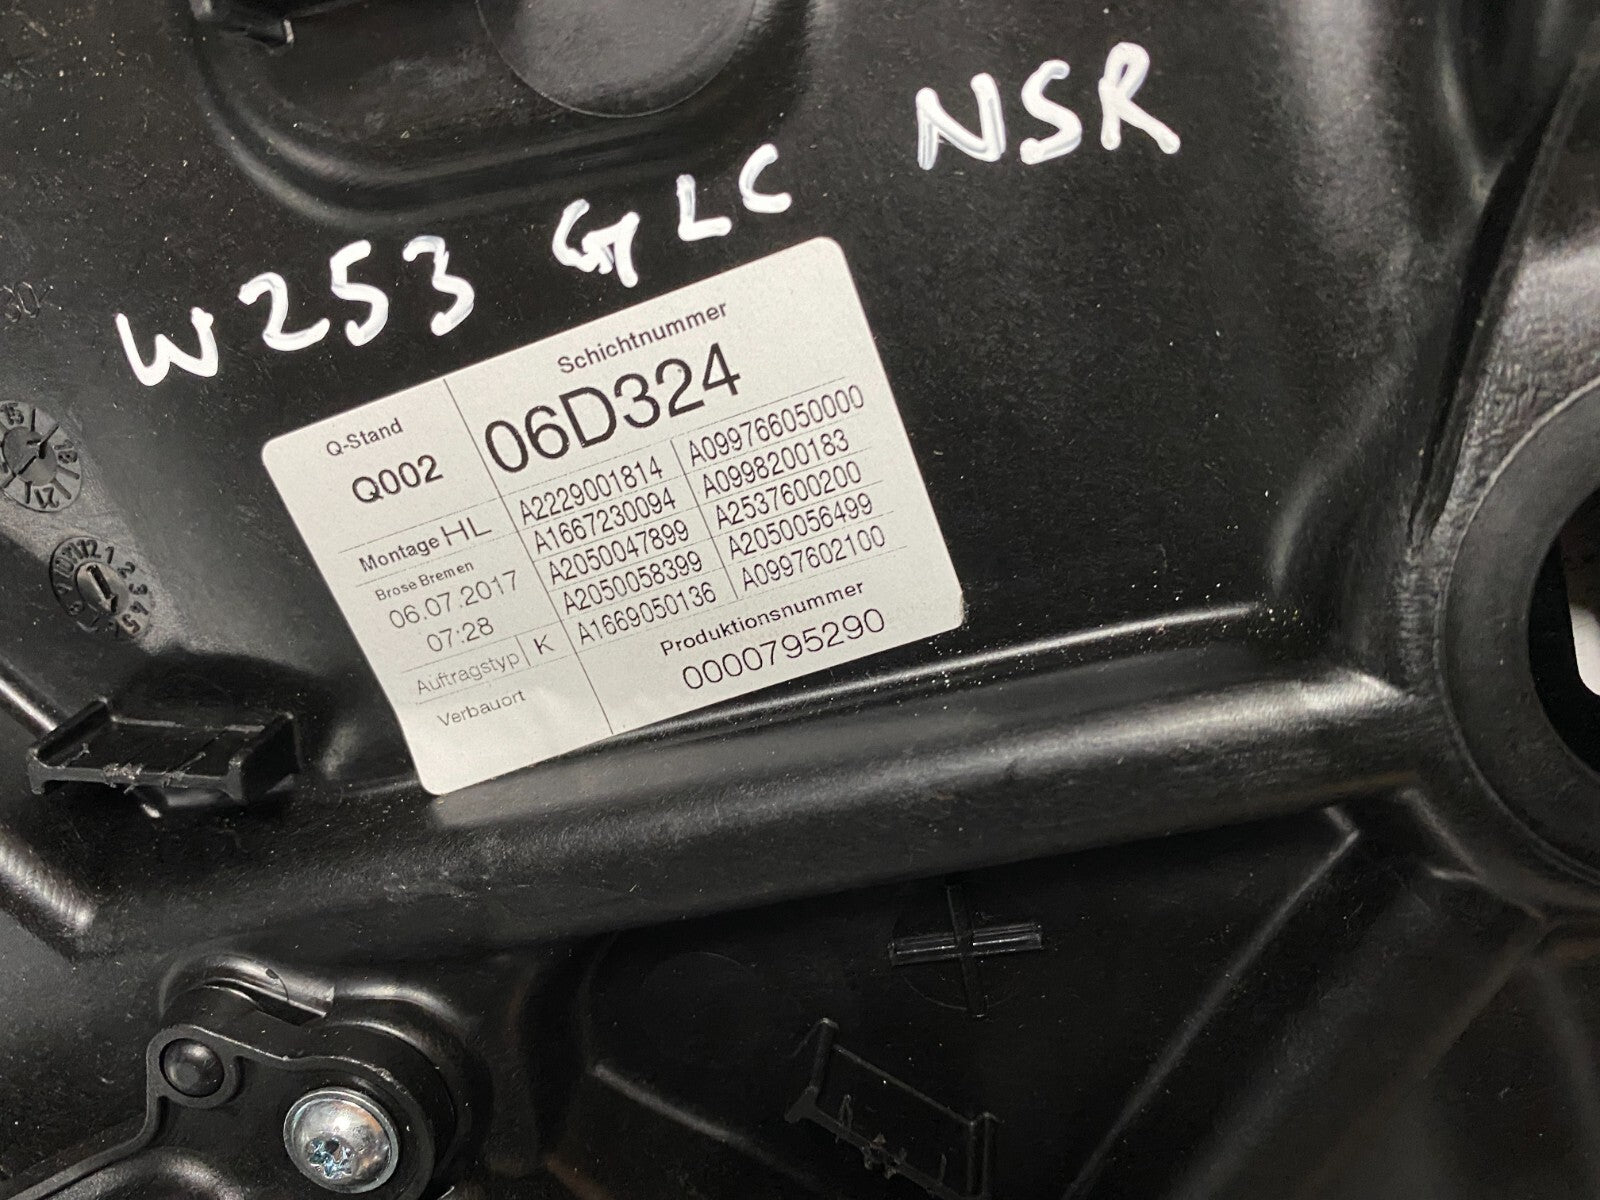 NSR
W253 GLC
Schichtnummer
06D324
Q-Stand
Q002
Montage HL
Brose Bremen
06.07.2017
07:28
Auftragstyp K
Verbauort
A2229001814 A099766050000
A1667230094 A0998200183
A2050047899 A2537600200
A2050058399 A2050056499
A1669050136 A0997602100
Produktionsnummer
0000795290